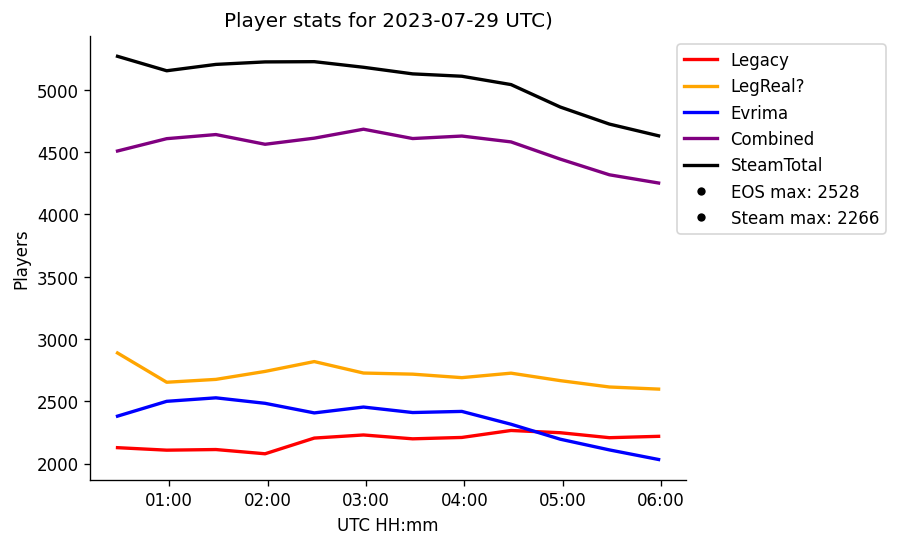 Player stats for 2023-07-29 UTC)
Legacy
LegReal?
Evrima
Combined
SteamTotal
EOS max: 2528
Steam max: 2266
Players
5000
4500
4000
3500
3000
2500
2000
01:00 02:00 03:00 04:00 05:00 06:00
UTC HH:mm